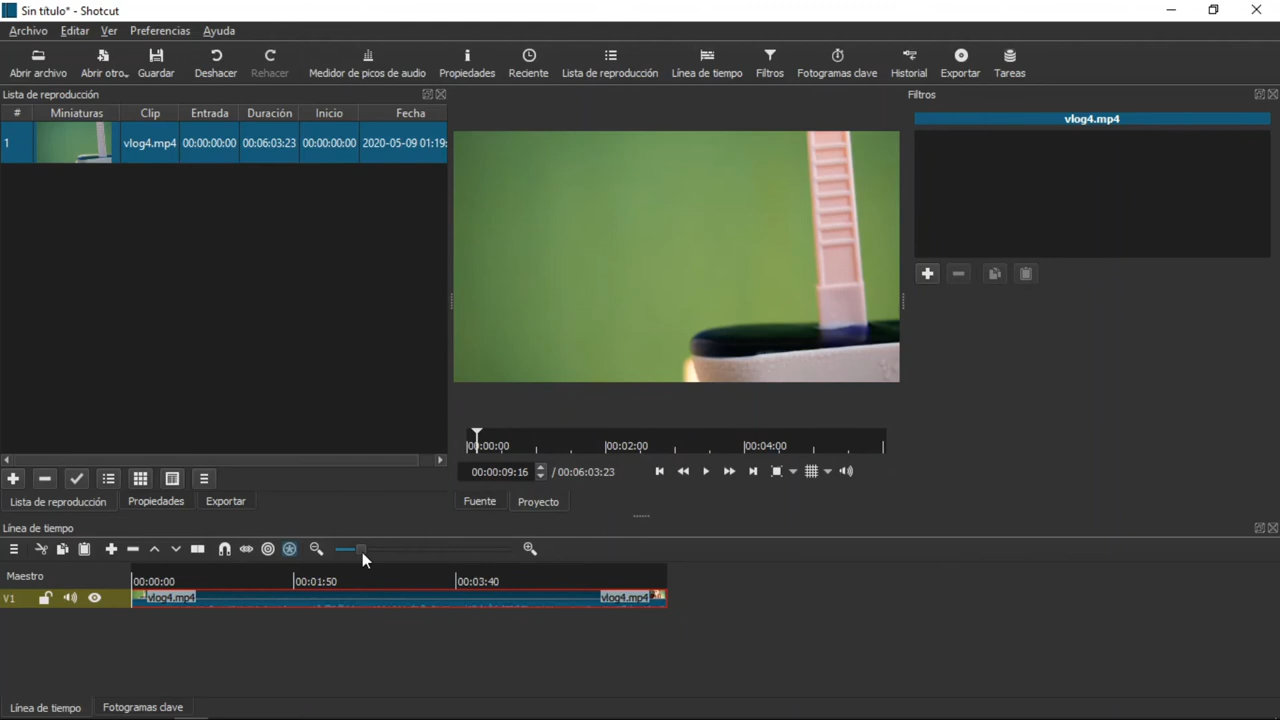 Sin título* - Shotcut
Archivo Editar Ver Preferencias Ayuda
Abrir archivo Abrir otro. Guardar Deshacer Rehacer Medidor de picos de audio Propiedades Reciente Lista de reproducción Línea de tiempo Filtros Fotogramas clave Historial Exportar Tareas
Lista de reproducción
Filtros
# Miniaturas Clip Entrada Duración Inicio Fecha
vlog4.mp4
1 vlog4.mp4 00:00:00:00 00:06:03:23 00:00:00:00 2020-05-09 01:19:
00:00:00 00:02:00 00:04:00
00:00:09:16 / 00:06:03:23
Lista de reproducción Propiedades Exportar
Fuente Proyecto
Línea de tiempo
Maestro 00:00:00 00:01:50 00:03:40
V1 vlog4.mp4 vlog4.mp4
Línea de tiempo Fotogramas clave